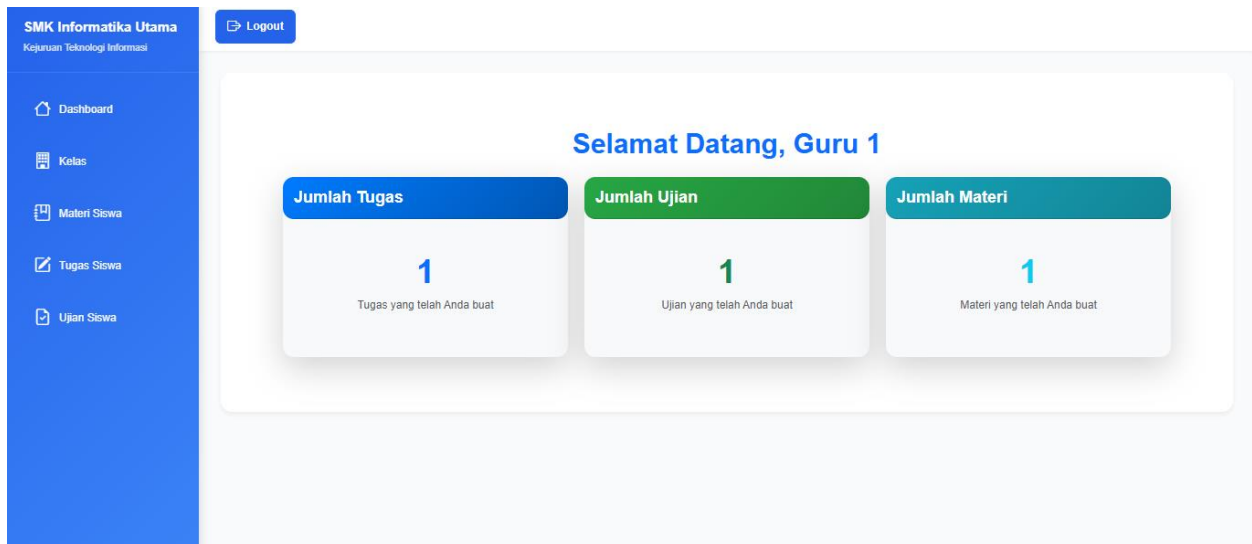 SMK Informatika Utama
Kejuruan Teknologi Informasi
Logout
Dashboard
Kelas
Materi Siswa
Tugas Siswa
Ujian Siswa
Selamat Datang, Guru 1
Jumlah Tugas
1
Tugas yang telah Anda buat
Jumlah Ujian
1
Ujian yang telah Anda buat
Jumlah Materi
1
Materi yang telah Anda buat